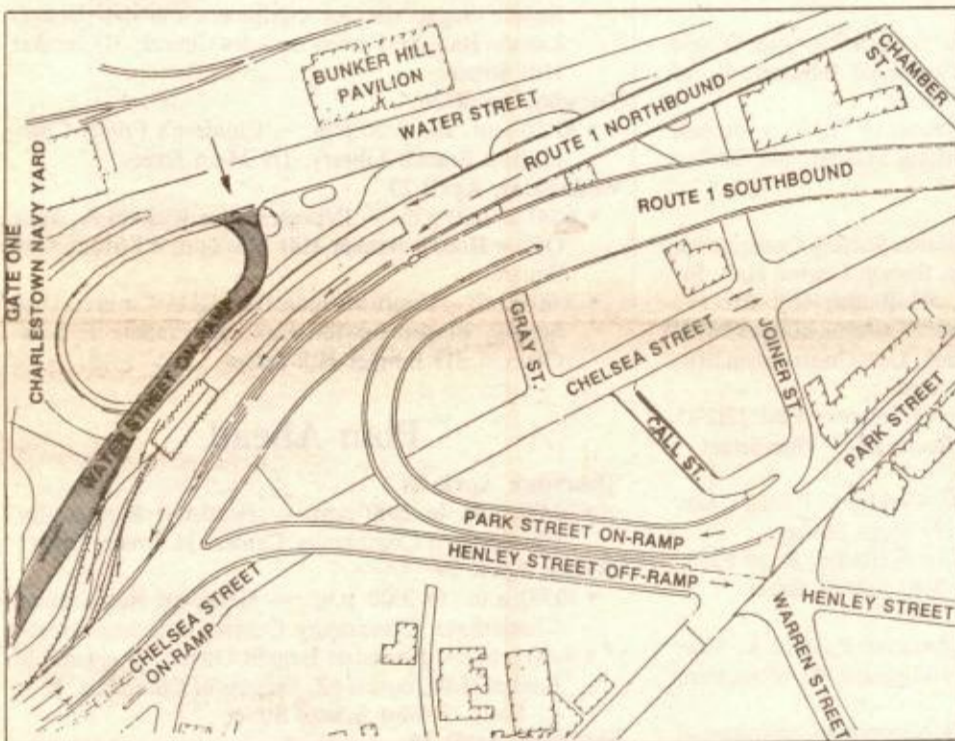 BUNKER HILL
PAVILION
WATER STREET
CHAMBER
ST.
ROUTE 1 NORTHBOUND
ROUTE 1 SOUTHBOUND
GATE ONE
CHARLESTOWN NAVY YARD
WATER STREET ON-RAMP
GRAY ST.
CHELSEA STREET
JOINER ST.
CALL ST.
PARK STREET
PARK STREET ON-RAMP
HENLEY STREET OFF-RAMP
HENLEY STREET
WARREN STREET
CHELSEA STREET
ON-RAMP